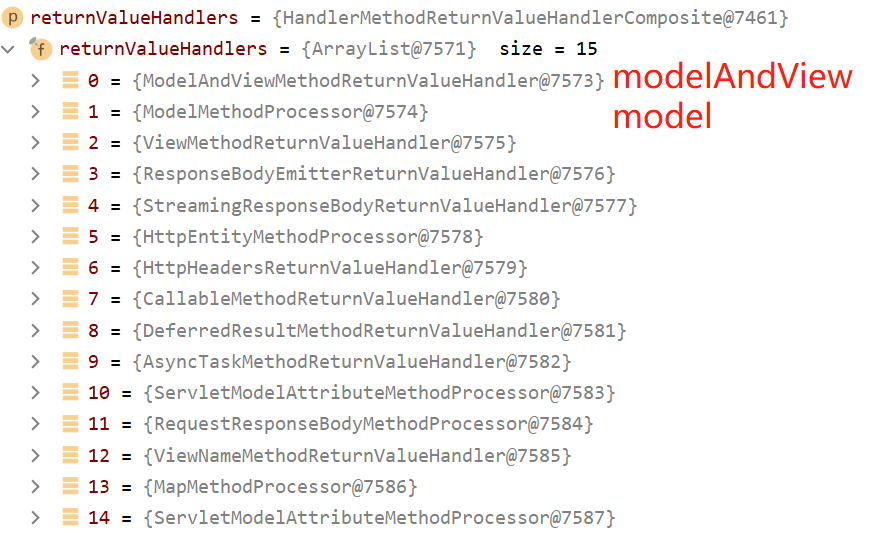 p returnValueHandlers = {HandlerMethodReturnValueHandlerComposite@7461}
f returnValueHandlers = {ArrayList@7571} size = 15
0 = {ModelAndViewMethodReturnValueHandler@7573} modelAndView
1 = {ModelMethodProcessor@7574} model
2 = {ViewMethodReturnValueHandler@7575}
3 = {ResponseBodyEmitterReturnValueHandler@7576}
4 = {StreamingResponseBodyReturnValueHandler@7577}
5 = {HttpEntityMethodProcessor@7578}
6 = {HttpHeadersReturnValueHandler@7579}
7 = {CallableMethodReturnValueHandler@7580}
8 = {DeferredResultMethodReturnValueHandler@7581}
9 = {AsyncTaskMethodReturnValueHandler@7582}
10 = {ServletModelAttributeMethodProcessor@7583}
11 = {RequestResponseBodyMethodProcessor@7584}
12 = {ViewNameMethodReturnValueHandler@7585}
13 = {MapMethodProcessor@7586}
14 = {ServletModelAttributeMethodProcessor@7587}